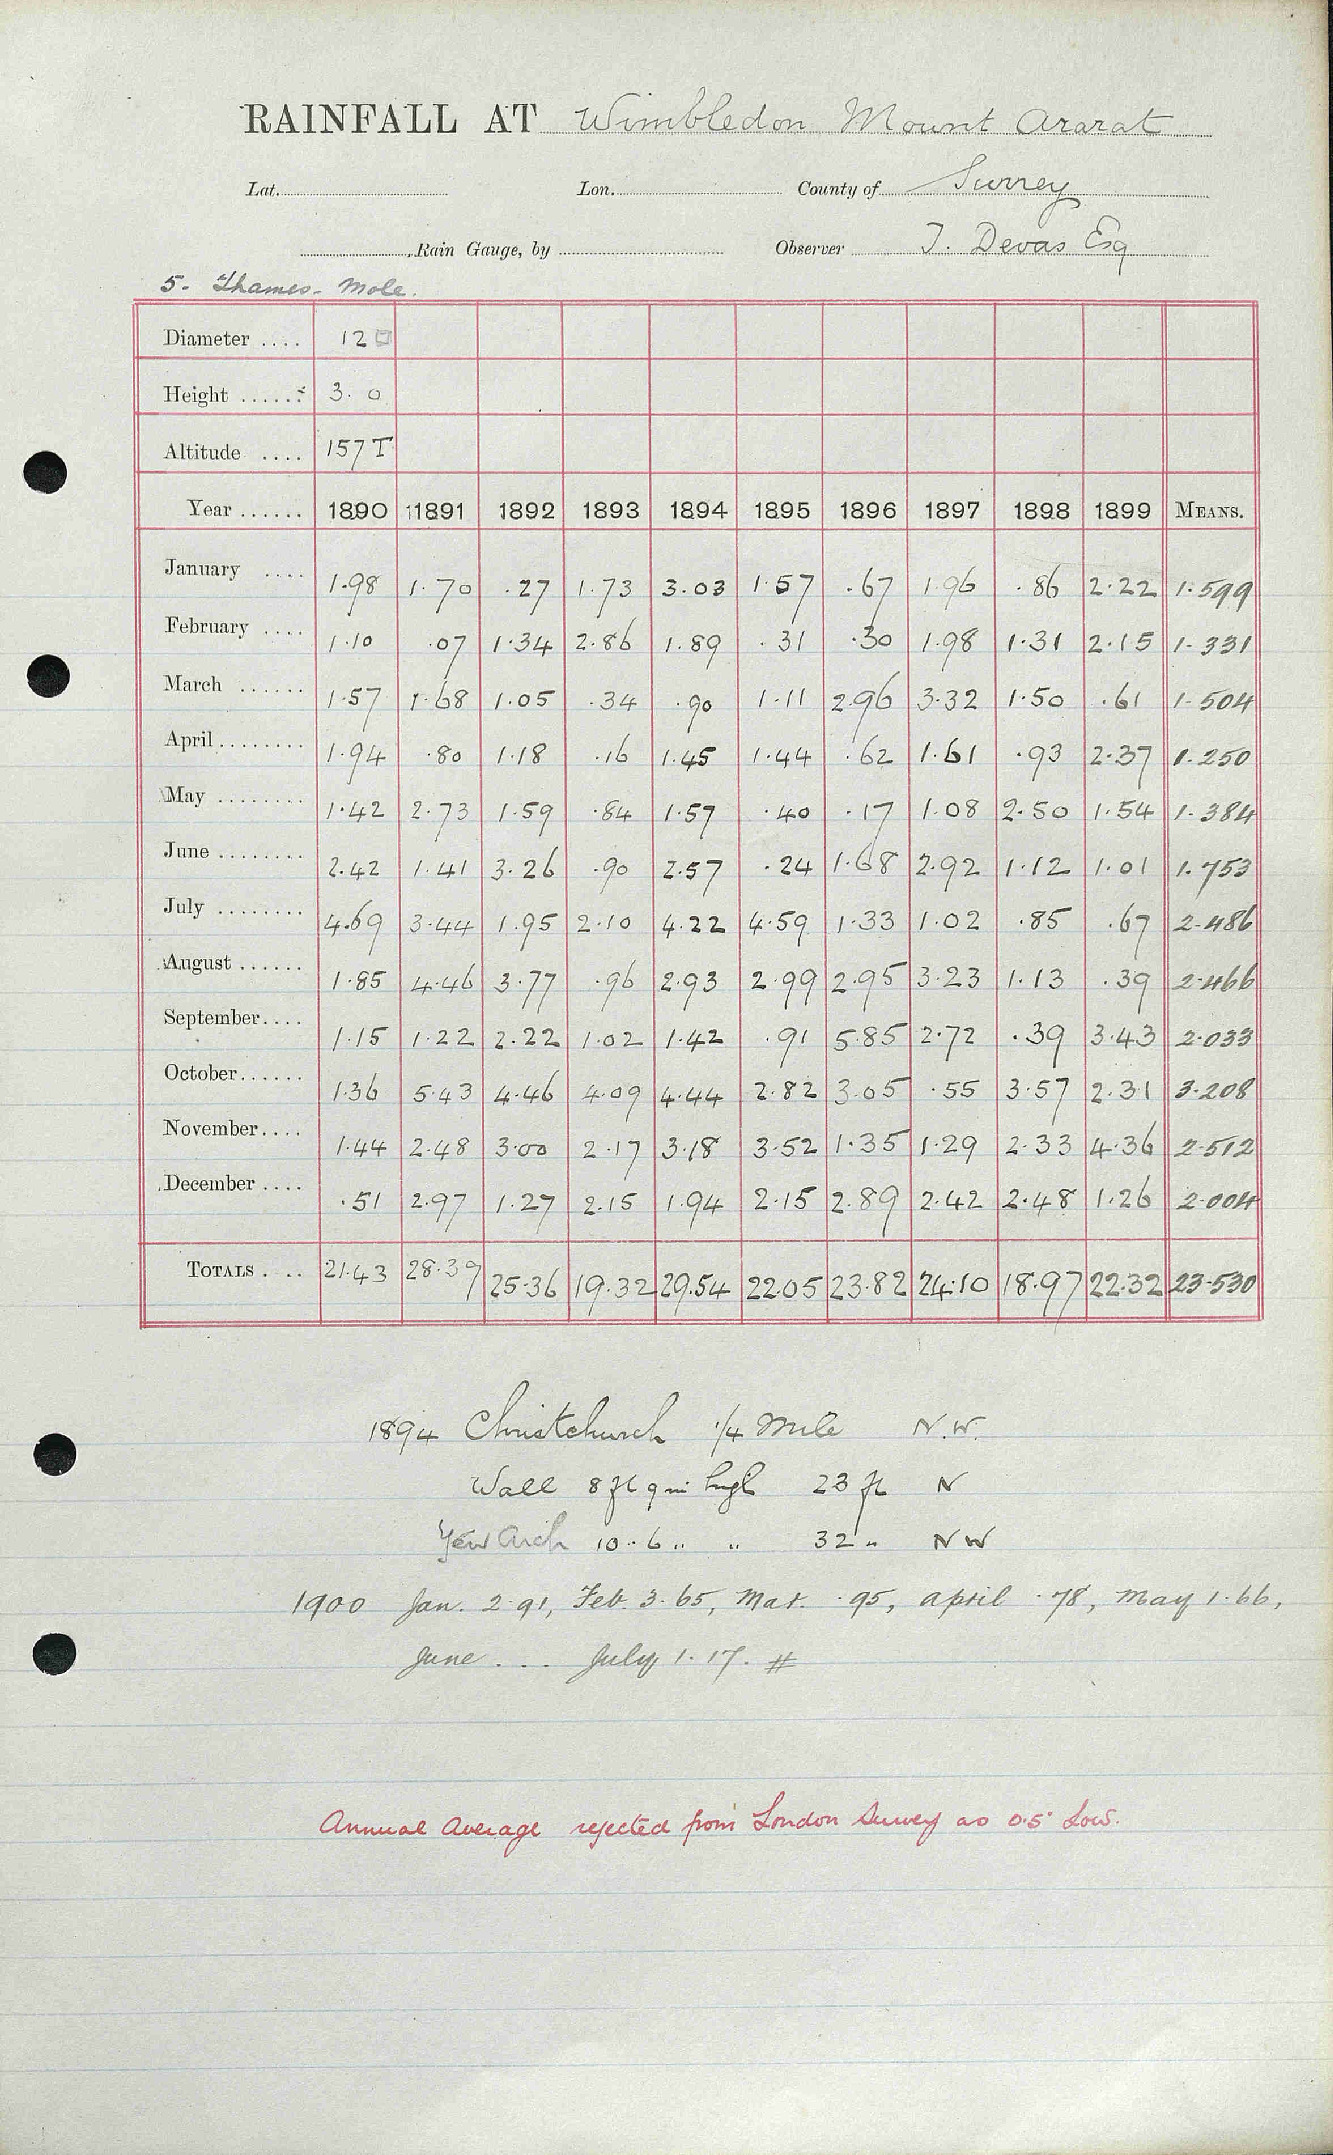 RAINFALL AT Wimbledon Mount Ararat
Lat. Lon. County of Surrey
Rain Gauge, by Observer T. Devas Esq
5. Thames - Mole.
Diameter .... 12 □
Height ...... 3. 0
Altitude .... 157 T
Year ...... 1890 1891 1892 1893 1894 1895 1896 1897 1898 1899 MEANS.
January .... 1.98 1.70 .27 1.73 3.03 1.57 .67 1.96 .86 2.22 1.599
February .... 1.10 .07 1.34 2.86 1.89 .31 .30 1.98 1.31 2.15 1.331
March ...... 1.57 1.68 1.05 .34 .90 1.11 2.96 3.32 1.50 .61 1.504
April ........ 1.94 .80 1.18 .16 1.45 1.44 .62 1.61 .93 2.37 1.250
May ........ 1.42 2.73 1.59 .84 1.57 .40 .17 1.08 2.50 1.54 1.384
June ........ 2.42 1.41 3.26 .90 2.57 .24 1.68 2.92 1.12 1.01 1.753
July ........ 4.69 3.44 1.95 2.10 4.22 4.59 1.33 1.02 .85 .67 2.486
August ...... 1.85 4.46 3.77 .96 2.93 2.99 2.95 3.23 1.13 .39 2.466
September .... 1.15 1.22 2.22 1.02 1.42 .91 5.85 2.72 .39 3.43 2.033
October ...... 1.36 5.43 4.46 4.09 4.44 2.82 3.05 .55 3.57 2.31 3.208
November .... 1.44 2.48 3.00 2.17 3.18 3.52 1.35 1.29 2.33 4.36 2.512
December .... .51 2.97 1.27 2.15 1.94 2.15 2.89 2.42 2.48 1.26 2.004
TOTALS .... 21.43 28.39 25.36 19.32 29.54 22.05 23.82 24.10 18.97 22.32 23.530
1894 Christchurch 1/4 Mile N.W.
Wall 8 ft 9 in high 23 ft N
Yew Arch 10 .. 6 .. .. 32 .. N W
1900 Jan. 2.91, Feb. 3.65, Mar. .95, april .78, May 1.66,
June . . . July 1.17. #
Annual Average rejected from London Survey as 0.5" low.